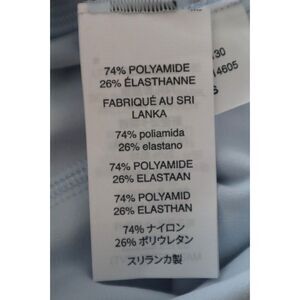 74% POLYAMIDE
26% ÉLASTHANNE
FABRIQUÉ AU SRI
LANKA
74% poliamida
26% elastano
74% POLYAMIDE
26% ELASTAAN
74% POLYAMID
26% ELASTHAN
74% ナイロン
26% ポリウレタン
スリランカ製
30
14605